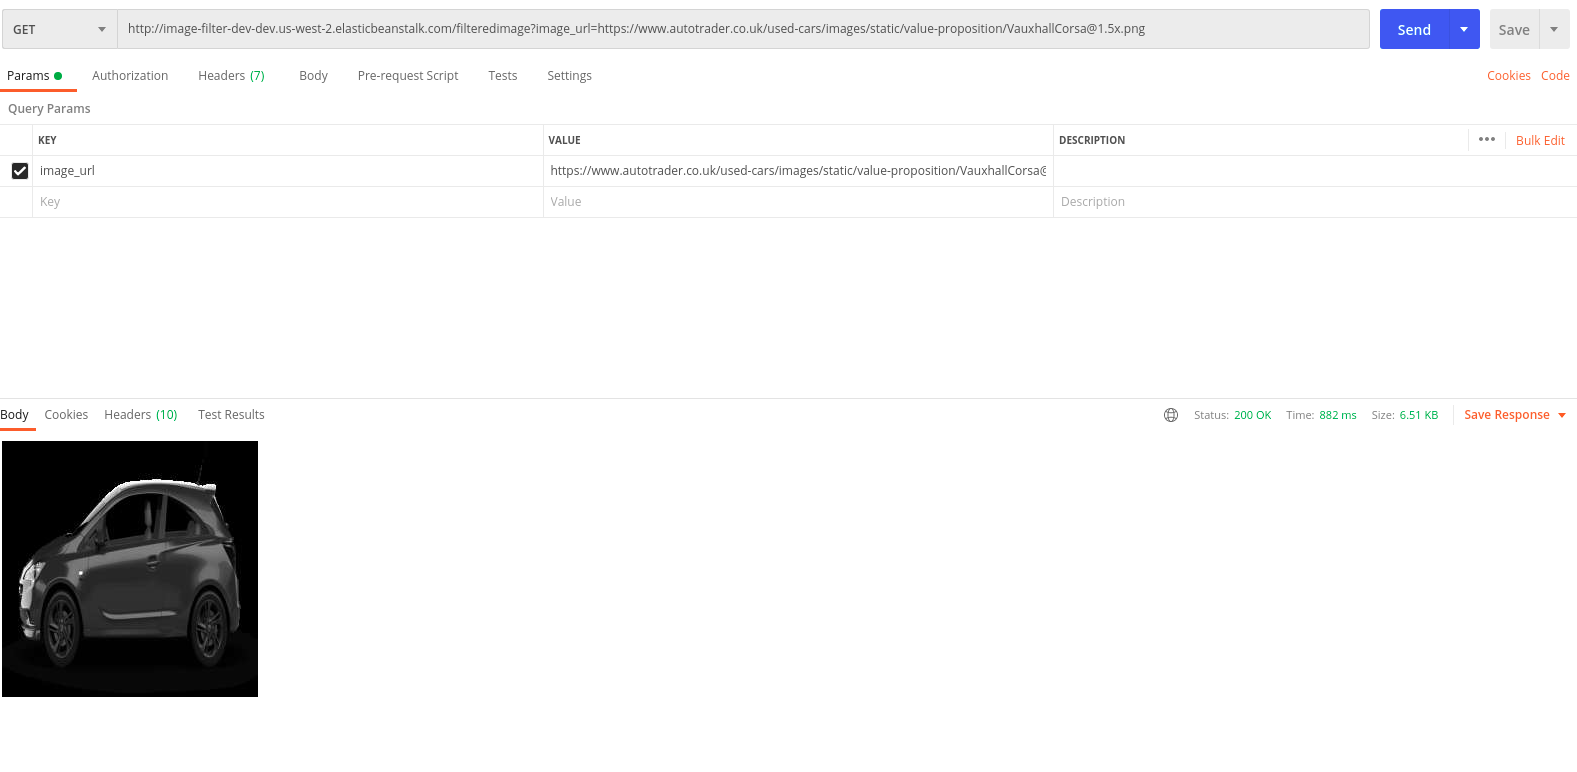 GET http://image-filter-dev-dev.us-west-2.elasticbeanstalk.com/filteredimage?image_url=https://www.autotrader.co.uk/used-cars/images/static/value-proposition/VauxhallCorsa@1.5x.png Send Save
Params Authorization Headers (7) Body Pre-request Script Tests Settings Cookies Code
Query Params
KEY VALUE DESCRIPTION ••• Bulk Edit
image_url https://www.autotrader.co.uk/used-cars/images/static/value-proposition/VauxhallCorsa@
Key Value Description
Body Cookies Headers (10) Test Results Status: 200 OK Time: 882 ms Size: 6.51 KB Save Response